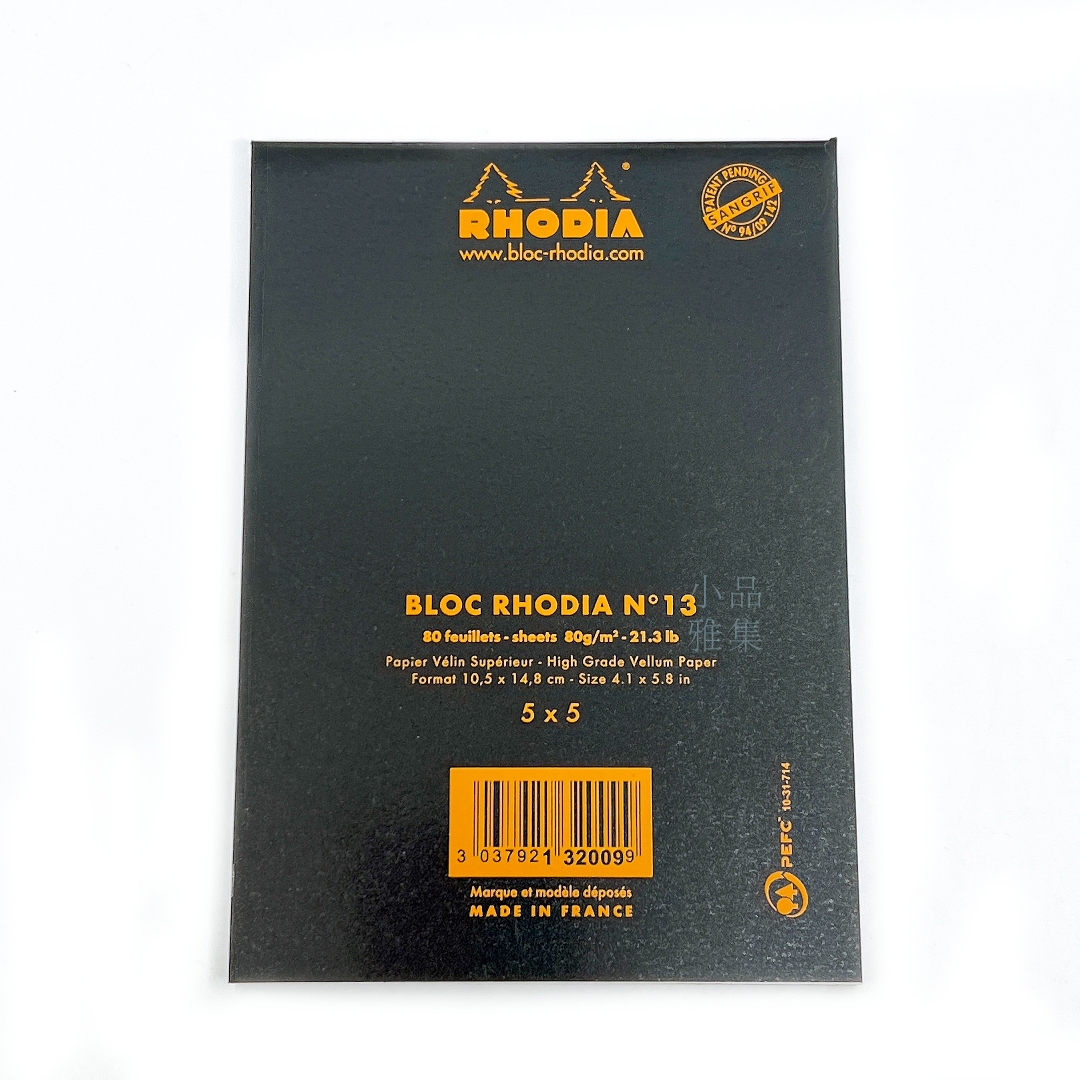 RHODIA®
www.bloc-rhodia.com
PATENT PENDING
SANGRIF
N° 94/09 142
BLOC RHODIA N°13
80 feuillets - sheets 80g/m² - 21.3 lb
Papier Vélin Supérieur - High Grade Vellum Paper
Format 10,5 x 14,8 cm - Size 4.1 x 5.8 in
5 x 5
3 037921 320099
Marque et modèle déposés
MADE IN FRANCE
PEFC™ 10-31-714
小品
雅集